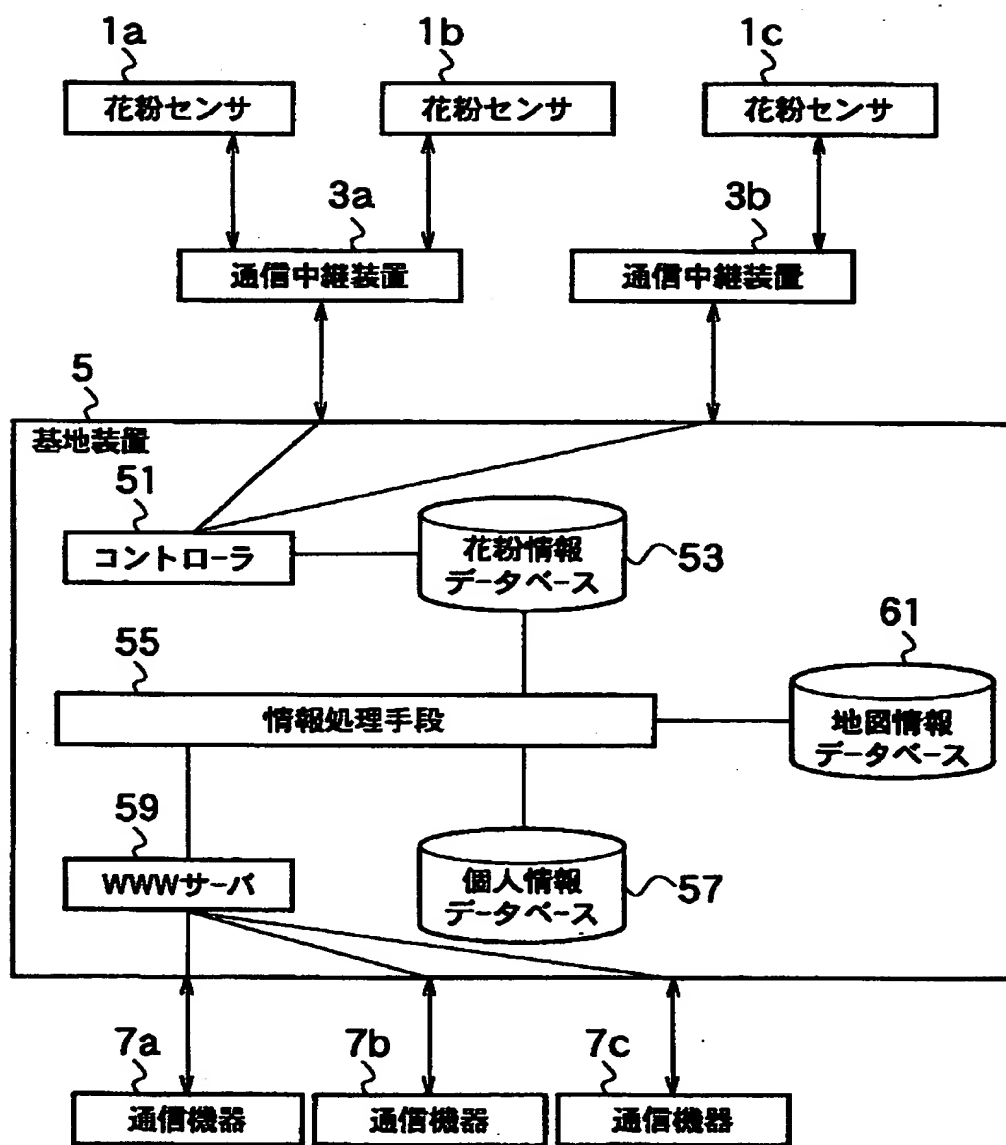 1a
1b
1c
花粉センサ
花粉センサ
花粉センサ
3a
3b
通信中継装置
通信中継装置
5
基地装置
51
コントローラ
花粉情報
データベース
53
55
情報処理手段
61
地図情報
データベース
59
WWWサーバ
個人情報
データベース
57
7a
7b
7c
通信機器
通信機器
通信機器